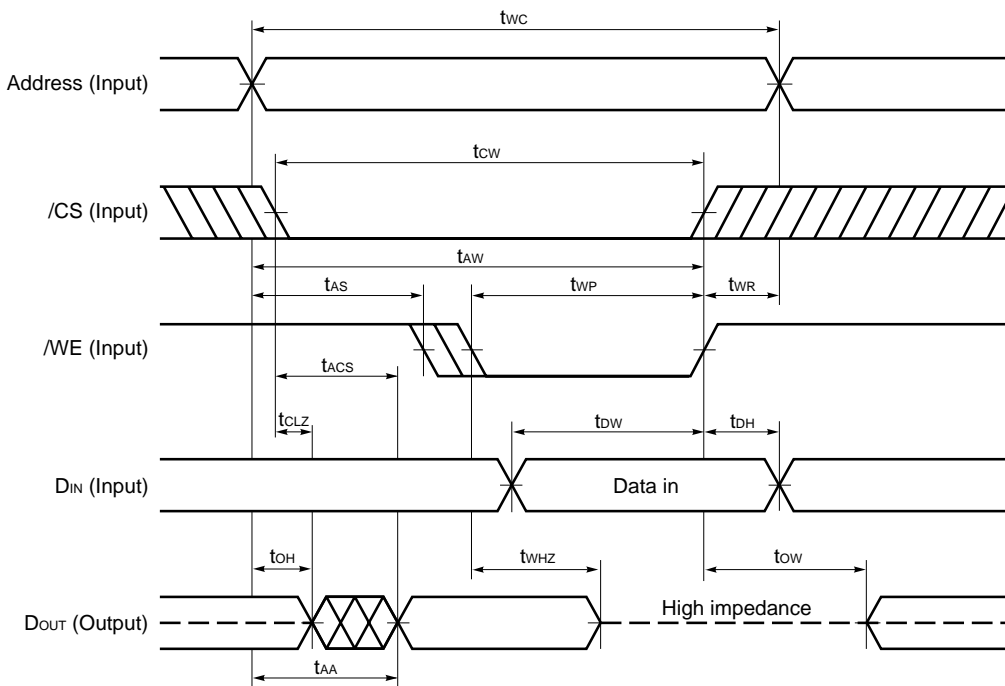 tWC
Address (Input)
tCW
/CS (Input)
tAW
tAS
tWP
tWR
/WE (Input)
tACS
tCLZ
tDW
tDH
DIN (Input)
Data in
tOH
tWHZ
tOW
High impedance
DOUT (Output)
tAA